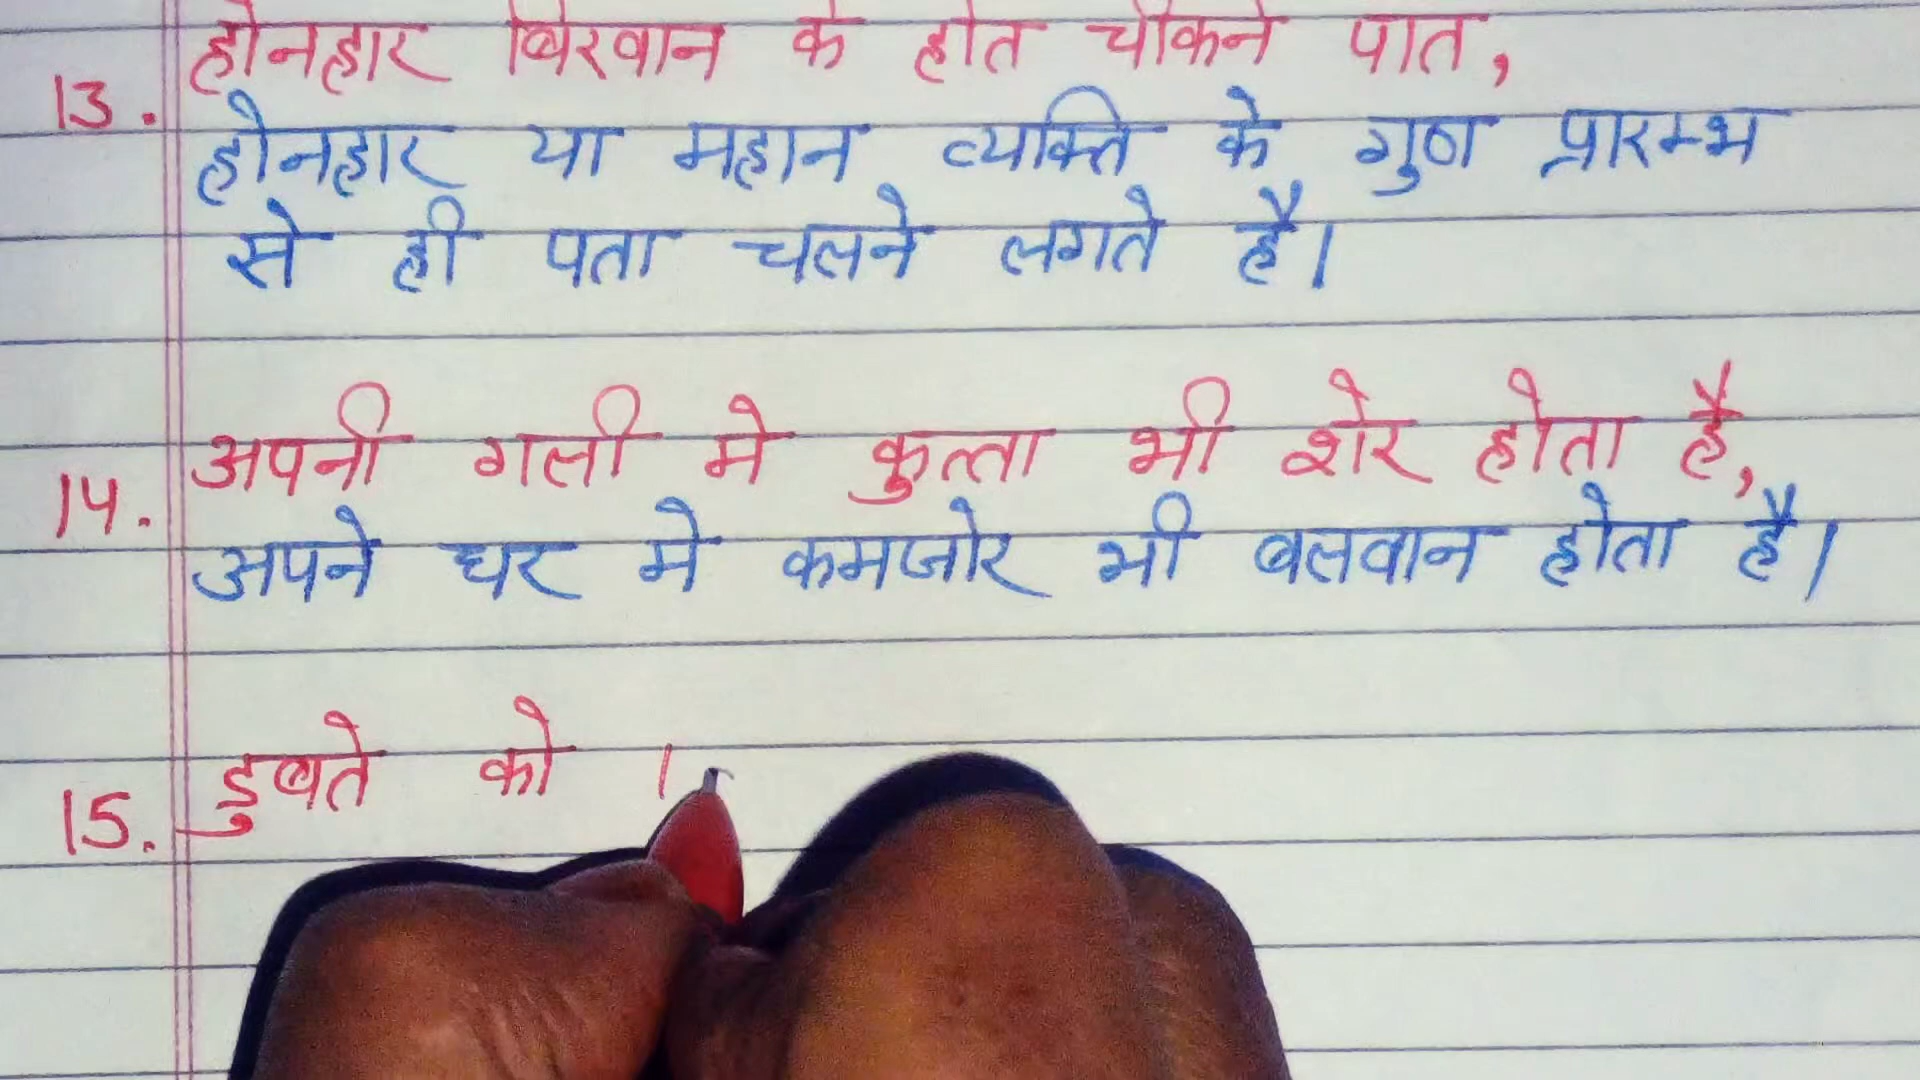 13. होनहार बिरवान के होत चीकने पात,
होनहार या महान व्यक्ति के गुण प्रारम्भ
से ही पता चलने लगते है।
14. अपनी गली मे कुत्ता भी शेर होता है,
अपने घर मे कमजोर भी बलवान होता है।
15. डुबते को